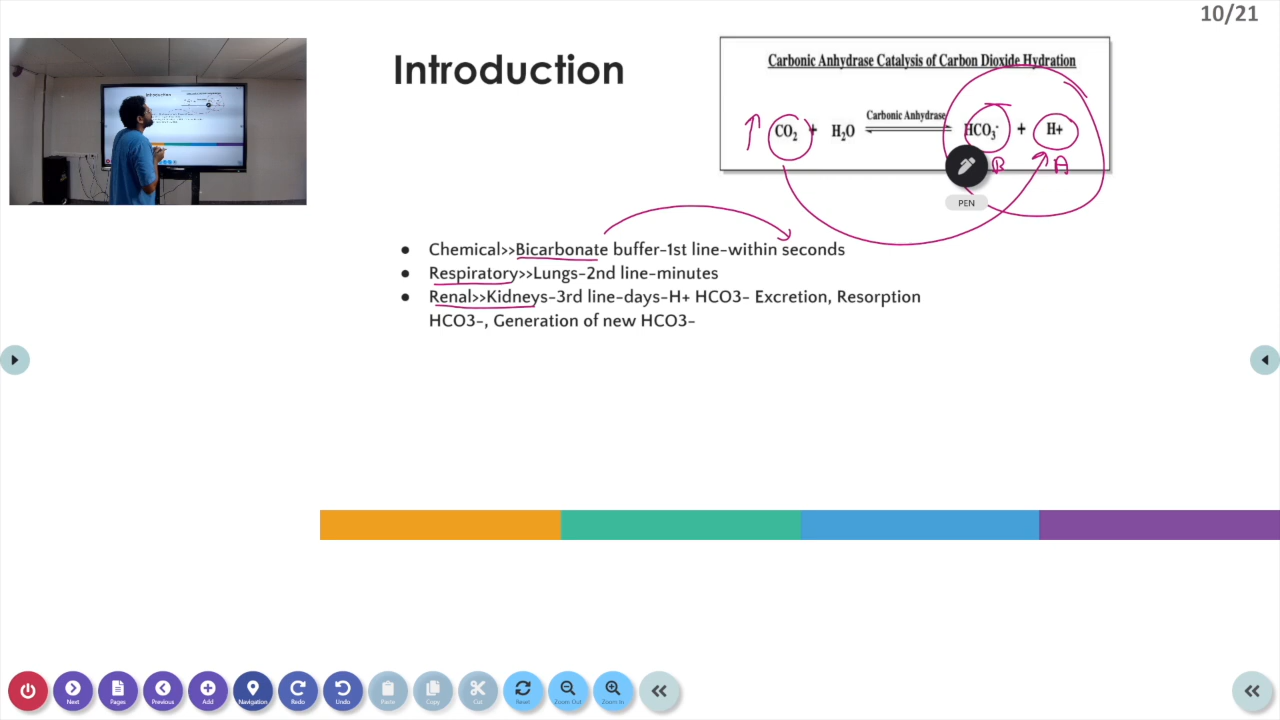 10/21
Introduction
Carbonic Anhydrase Catalysis of Carbon Dioxide Hydration
Carbonic Anhydrase
↑ CO₂ + H₂O ⇌ HCO₃⁻ + H+
B A
PEN
● Chemical>>Bicarbonate buffer-1st line-within seconds
● Respiratory>>Lungs-2nd line-minutes
● Renal>>Kidneys-3rd line-days-H+ HCO3- Excretion, Resorption
HCO3-, Generation of new HCO3-
Next Pages Previous Add Navigation Redo Undo Paste Copy Cut Reset Zoom Out Zoom In